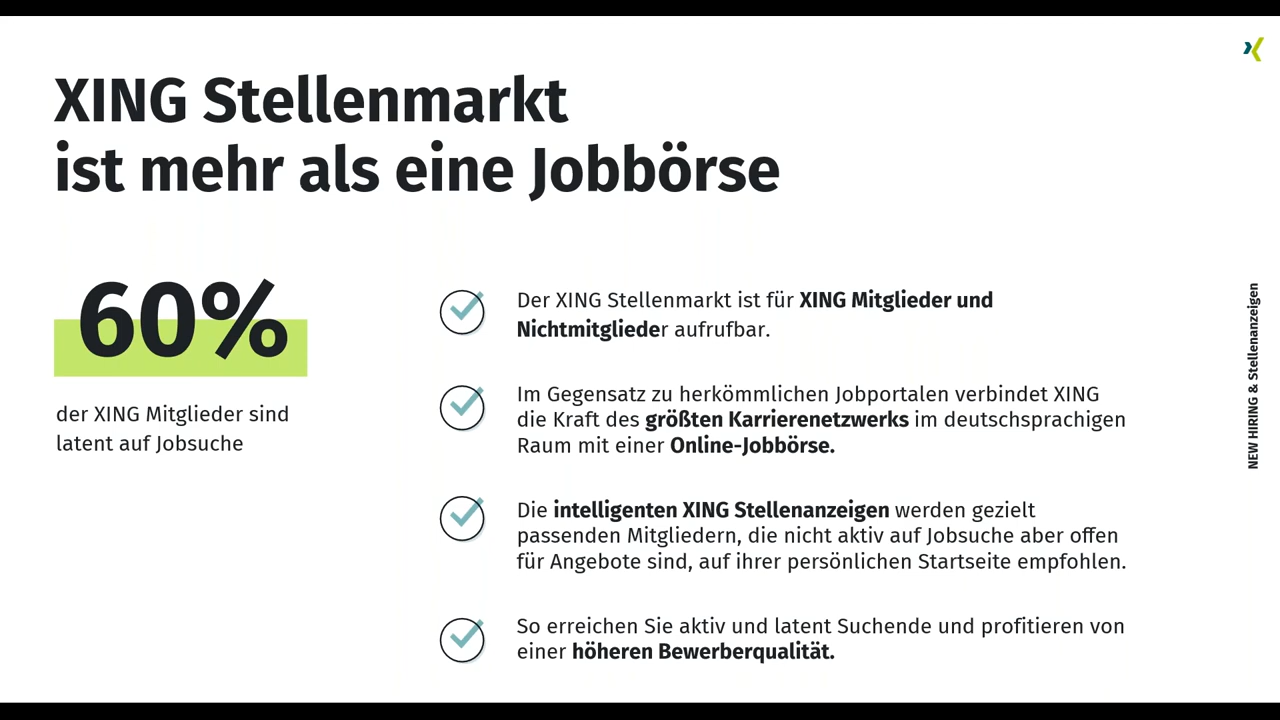 XING Stellenmarkt
ist mehr als eine Jobbörse
60%
der XING Mitglieder sind
latent auf Jobsuche
Der XING Stellenmarkt ist für XING Mitglieder und
Nichtmitglieder aufrufbar.
Im Gegensatz zu herkömmlichen Jobportalen verbindet XING
die Kraft des größten Karrierenetzwerks im deutschsprachigen
Raum mit einer Online-Jobbörse.
Die intelligenten XING Stellenanzeigen werden gezielt
passenden Mitgliedern, die nicht aktiv auf Jobsuche aber offen
für Angebote sind, auf ihrer persönlichen Startseite empfohlen.
So erreichen Sie aktiv und latent Suchende und profitieren von
einer höheren Bewerberqualität.
NEW HIRING & Stellenanzeigen